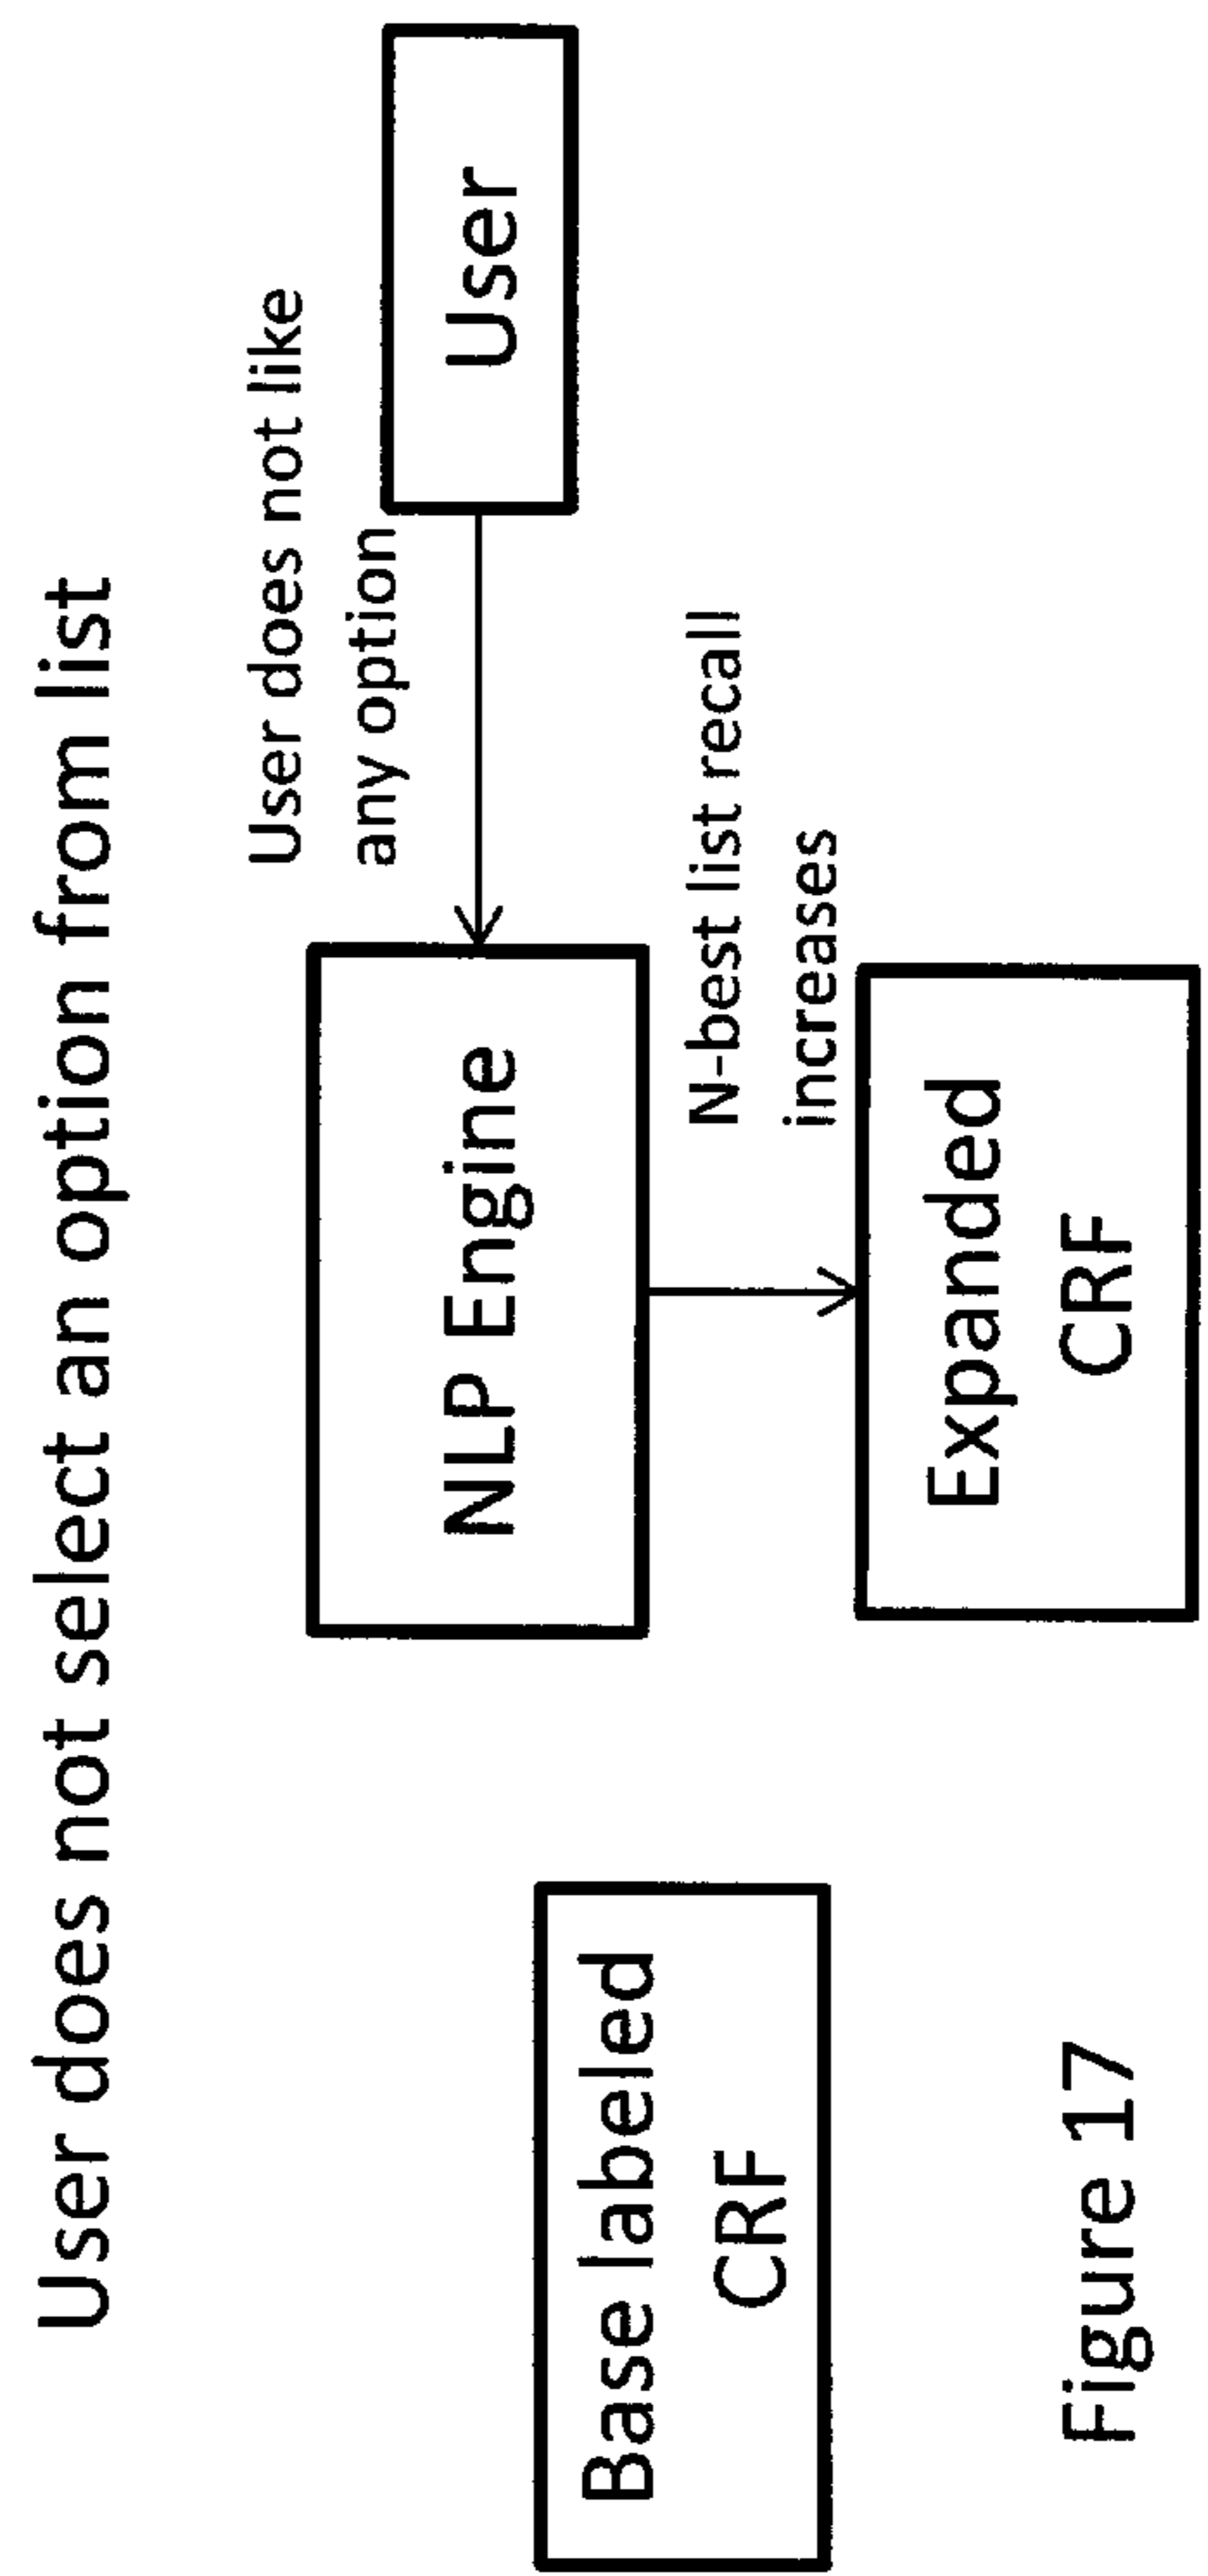 User does not select an option from list
User does not like
any option
User
NLP Engine
N-best list recall
increases
Base labeled
CRF
Expanded
CRF
Figure 17